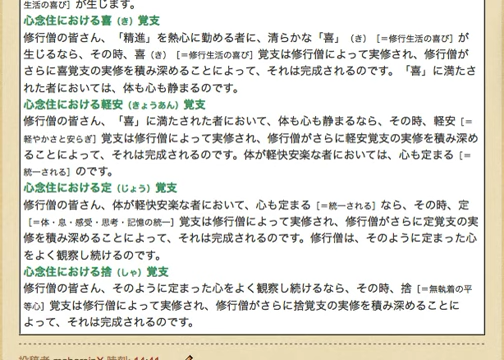 生活の喜び］が生じます。
心念住における喜（き）覚支
修行僧の皆さん、「精進」を熱心に勤める者に、清らかな「喜」（き）［＝修行生活の喜び］が
生じるなら、その時、喜（き）［＝修行生活の喜び］覚支は修行僧によって実修され、修行僧が
さらに喜覚支の実修を積み深めることによって、それは完成されるのです。「喜」に満たさ
れた者においては、体も心も静まるのです。
心念住における軽安（きょうあん）覚支
修行僧の皆さん、「喜」に満たされた者において、体も心も静まるなら、その時、軽安［＝
軽やかさと安らぎ］覚支は修行僧によって実修され、修行僧がさらに軽安覚支の実修を積み深め
ることによって、それは完成されるのです。体が軽快安楽な者においては、心も定まる［＝
統一される］のです。
心念住における定（じょう）覚支
修行僧の皆さん、体が軽快安楽な者において、心も定まる［＝統一される］なら、その時、定
［＝体・息・感受・思考・記憶の統一］覚支は修行僧によって実修され、修行僧がさらに定覚支の実
修を積み深めることによって、それは完成されるのです。修行僧は、そのように定まった心
をよく観察し続けるのです。
心念住における捨（しゃ）覚支
修行僧の皆さん、そのように定まった心をよく観察し続けるなら、その時、捨［＝無執着の平
等心］覚支は修行僧によって実修され、修行僧がさらに捨覚支の実修を積み深めることに
よって、それは完成されるのです。